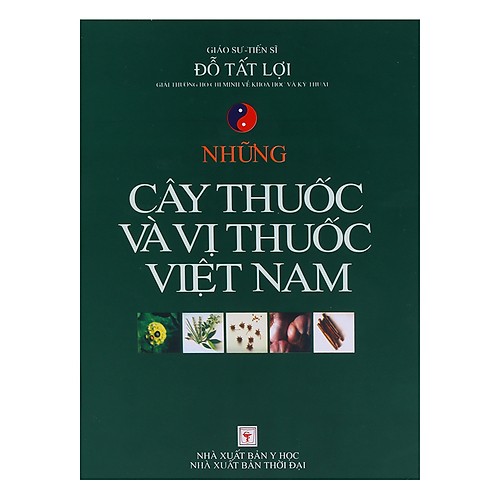 GIÁO SƯ-TIẾN SĨ
ĐỖ TẤT LỢI
GIẢI THƯỞNG HỒ CHÍ MINH VỀ KHOA HỌC VÀ KỸ THUẬT
NHỮNG
CÂY THUỐC
VÀ VỊ THUỐC
VIỆT NAM
NHÀ XUẤT BẢN Y HỌC
NHÀ XUẤT BẢN THỜI ĐẠI